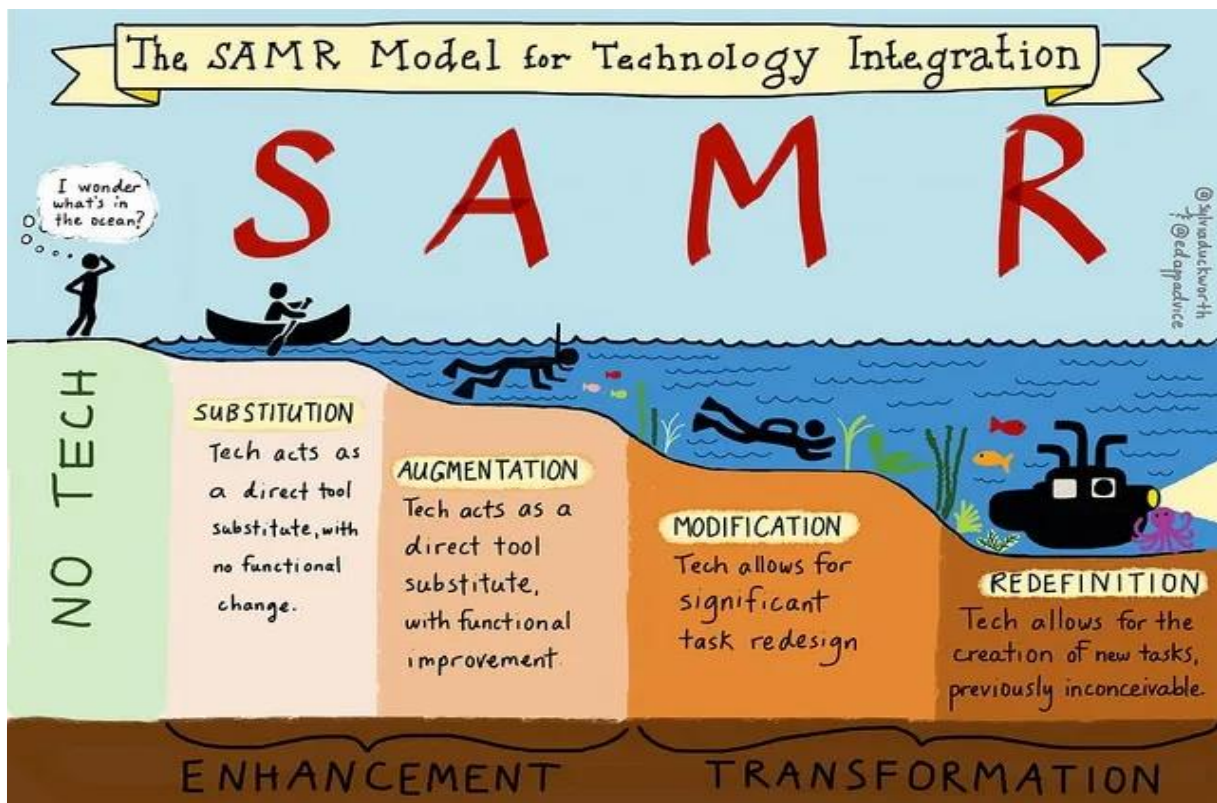 The SAMR Model for Technology Integration
S A M R
I wonder
what's in
the ocean?
@sylviaduckworth
& @edappadvice
NO TECH
SUBSTITUTION
Tech acts as
a direct tool
substitute, with
no functional
change.
AUGMENTATION
Tech acts as a
direct tool
substitute,
with functional
improvement.
MODIFICATION
Tech allows for
significant
task redesign
REDEFINITION
Tech allows for the
creation of new tasks,
previously inconceivable.
ENHANCEMENT
TRANSFORMATION